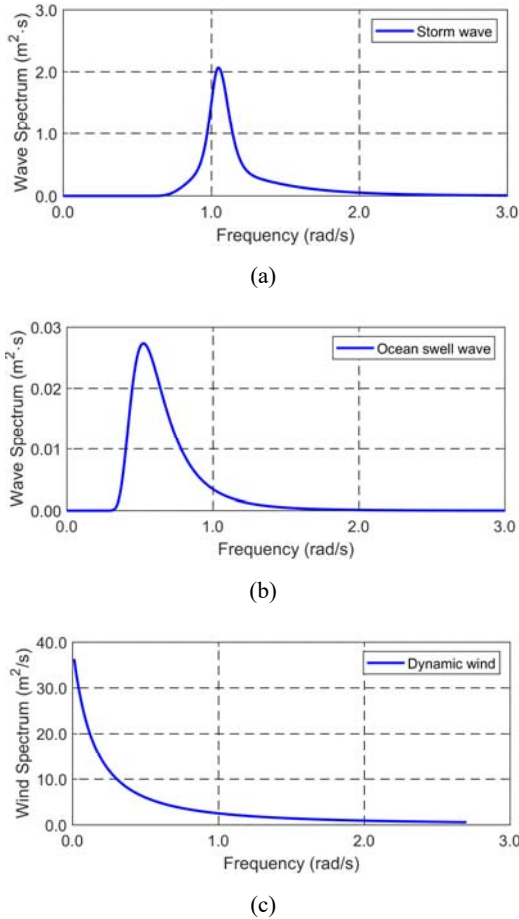 3.0
Storm wave
2.0
1.0
0.0
Wave Spectrum (m²·s)
0.0 1.0 2.0 3.0
Frequency (rad/s)
(a)
0.03
Ocean swell wave
0.02
0.01
0.00
Wave Spectrum (m²·s)
0.0 1.0 2.0 3.0
Frequency (rad/s)
(b)
40.0
Dynamic wind
30.0
20.0
10.0
0.0
Wind Spectrum (m²/s)
0.0 1.0 2.0 3.0
Frequency (rad/s)
(c)